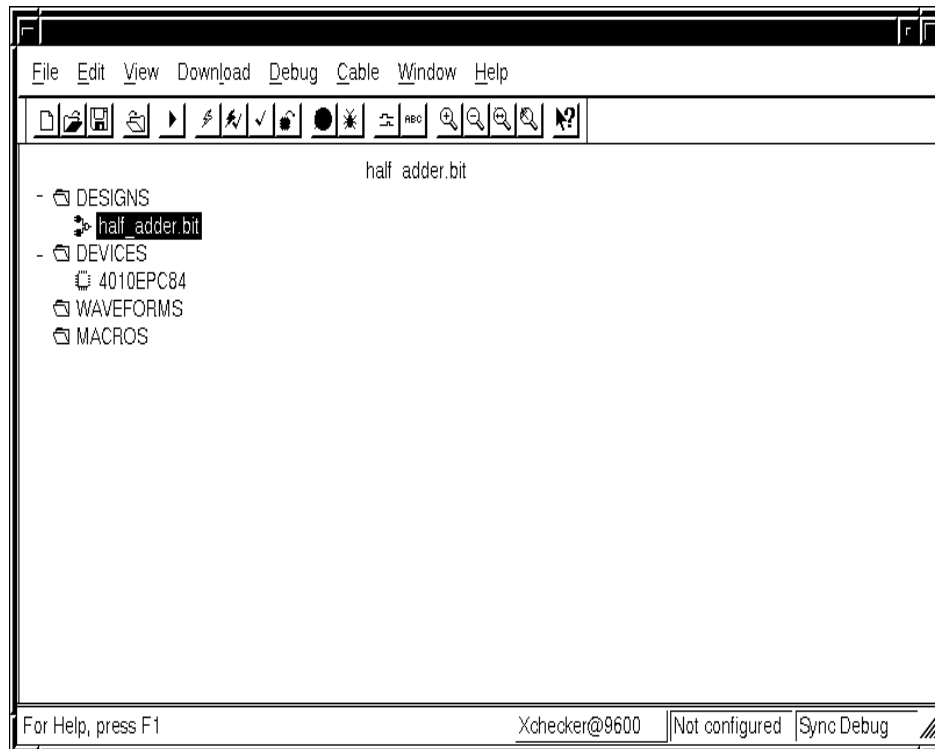 File Edit View Download Debug Cable Window Help
ABC
half adder.bit
- DESIGNS
half_adder.bit
- DEVICES
4010EPC84
WAVEFORMS
MACROS
For Help, press F1 Xchecker@9600 Not configured Sync Debug